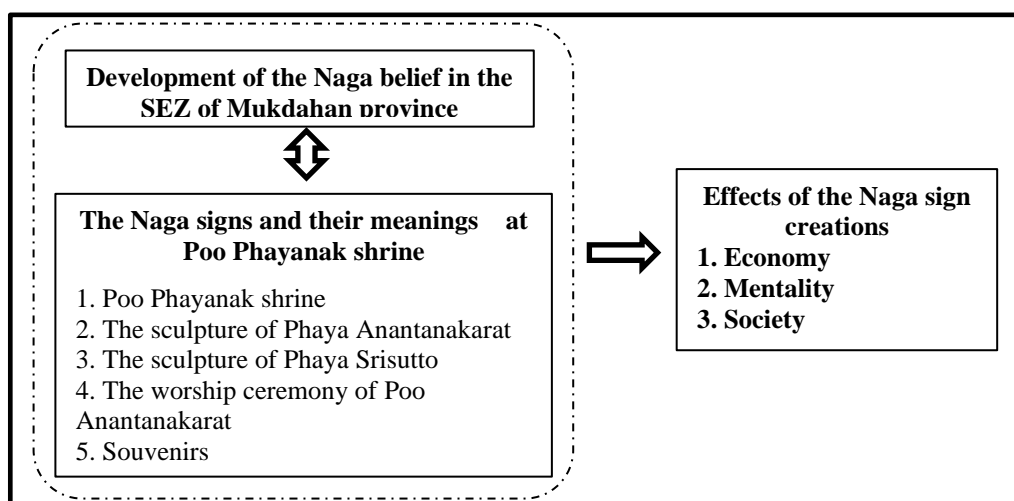 Development of the Naga belief in the
SEZ of Mukdahan province
The Naga signs and their meanings at
Poo Phayanak shrine
1. Poo Phayanak shrine
2. The sculpture of Phaya Anantanakarat
3. The sculpture of Phaya Srisutto
4. The worship ceremony of Poo
Anantanakarat
5. Souvenirs
Effects of the Naga sign
creations
1. Economy
2. Mentality
3. Society